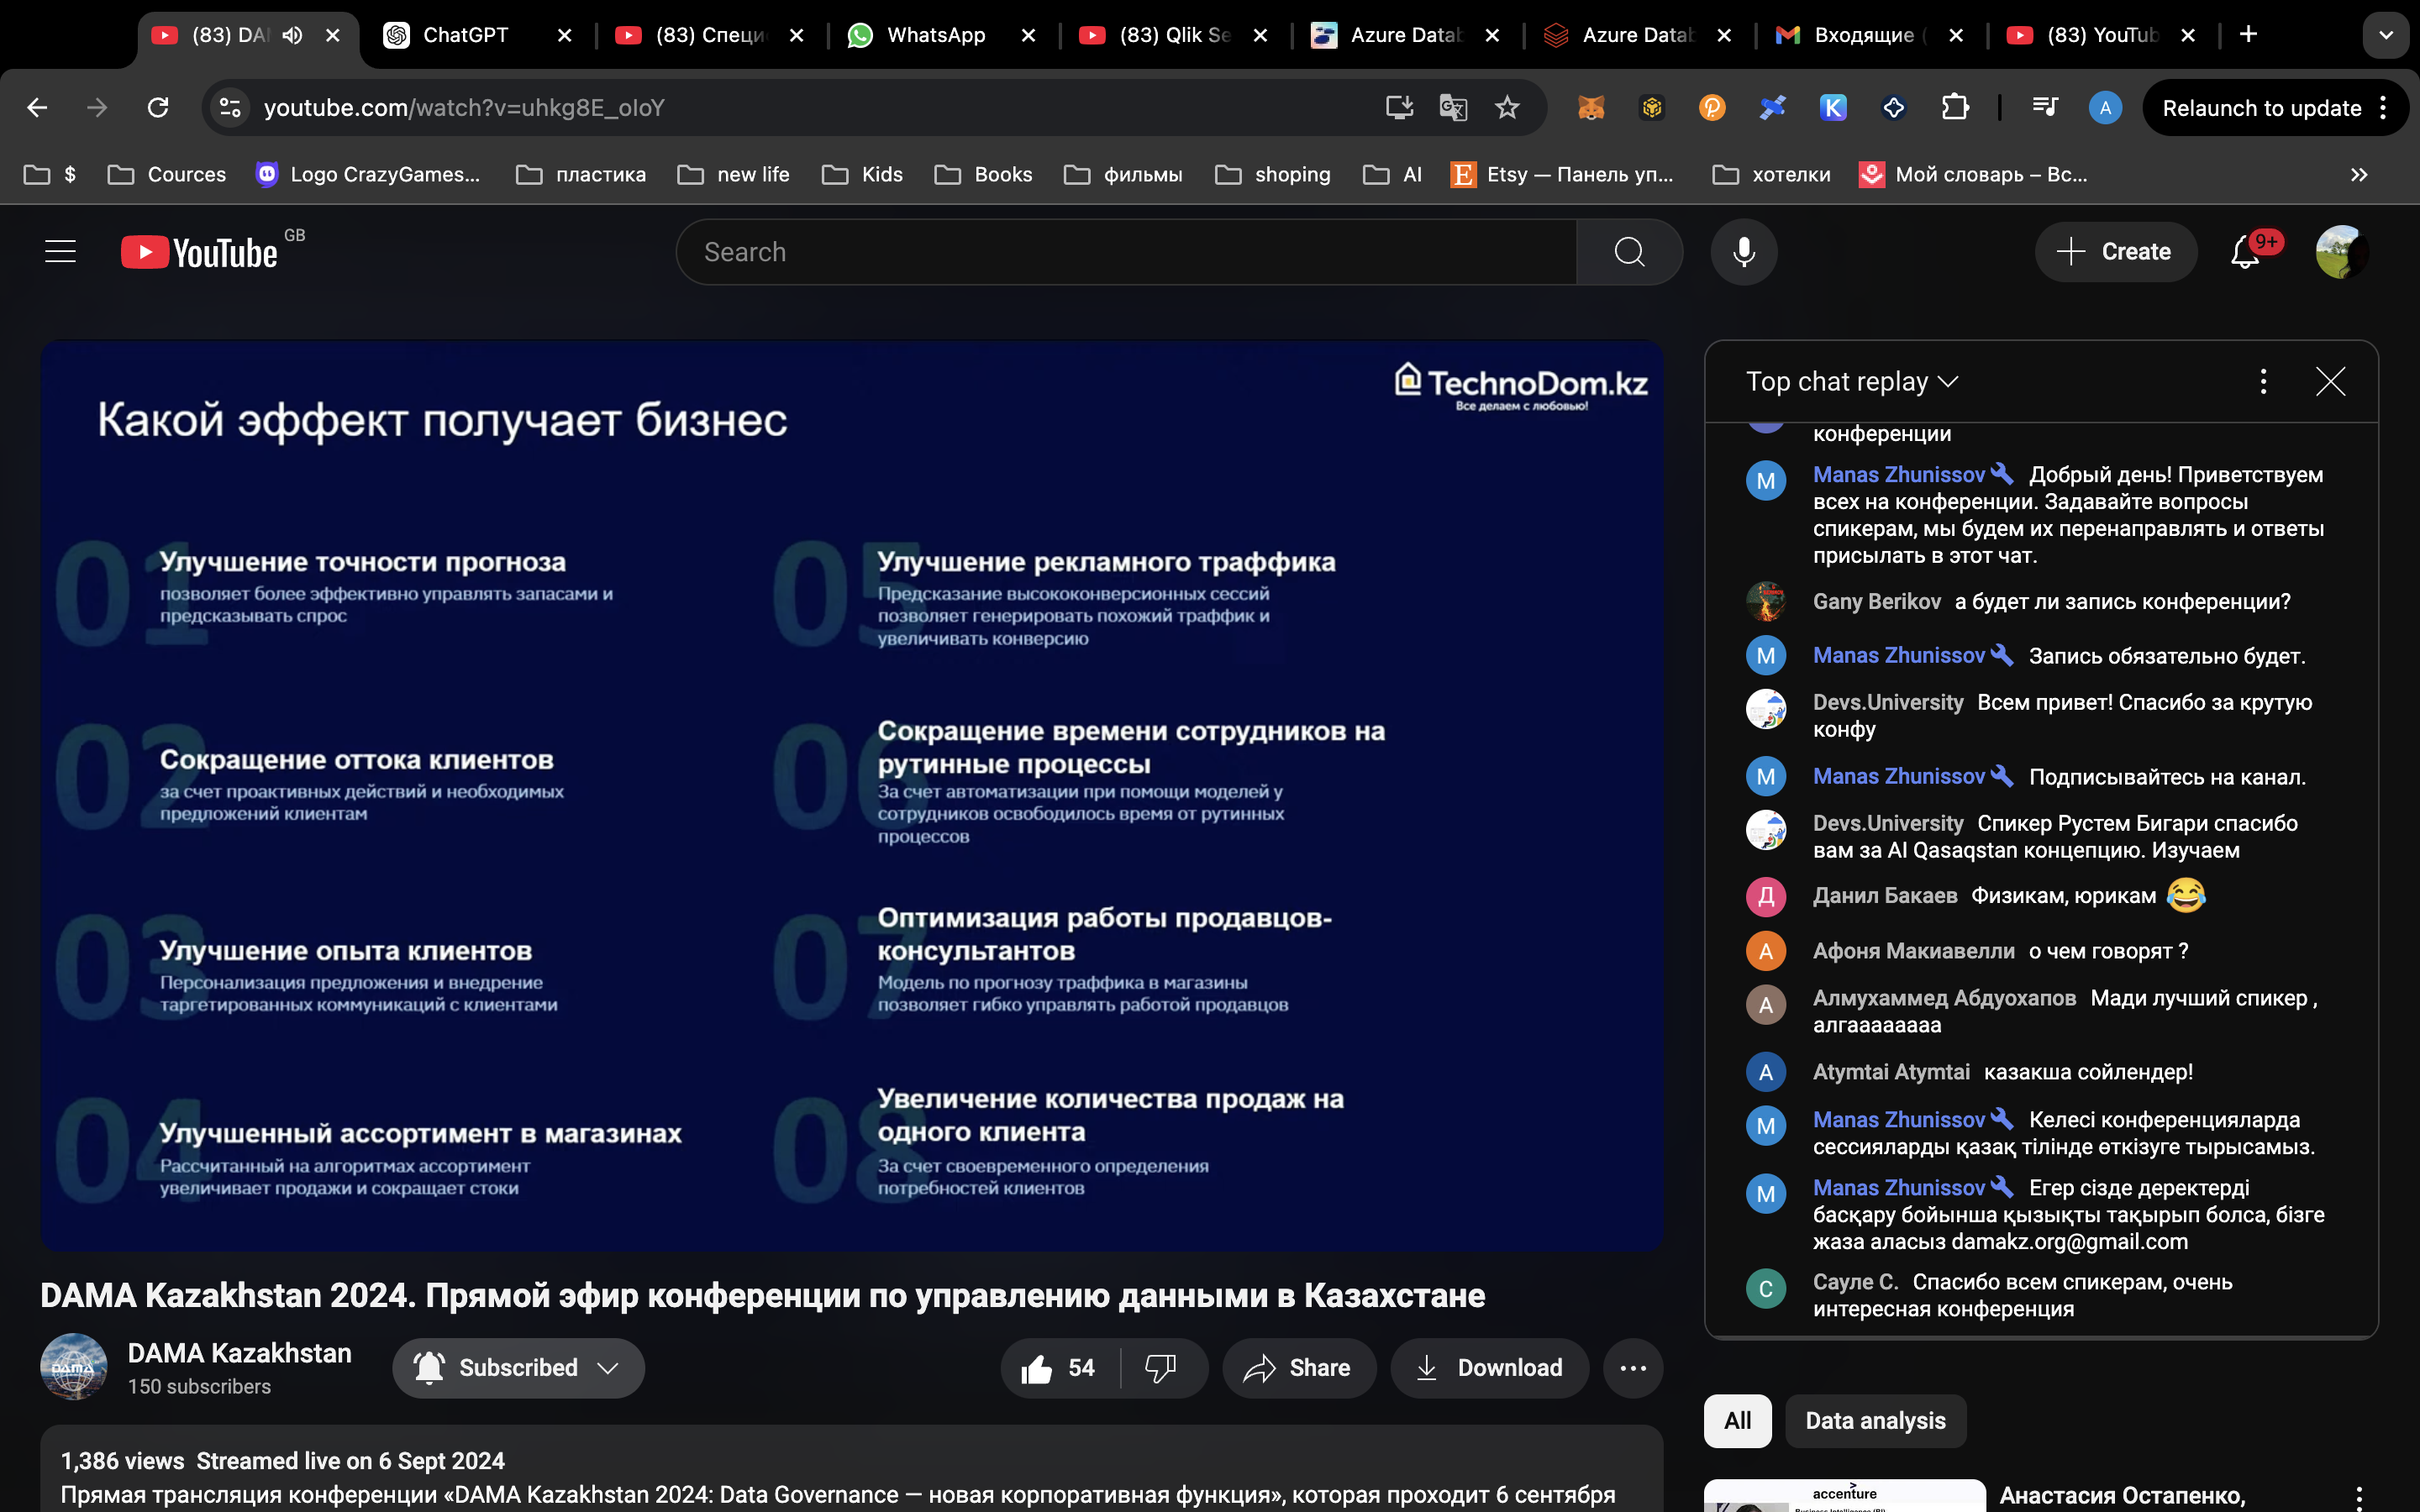 (83) DA
ChatGPT
(83) Специ
WhatsApp
(83) Qlik Se
Azure Datab
Azure Datab
Входящие (
(83) YouTub
youtube.com/watch?v=uhkg8E_oIoY
A
Relaunch to update
$
Cources
Logo CrazyGames...
пластика
new life
Kids
Books
фильмы
shoping
AI
Etsy — Панель уп...
хотелки
Мой словарь – Вс...
YouTube GB
Search
Create
9+
TechnoDom.kz
Все делаем с любовью!
Какой эффект получает бизнес
01
Улучшение точности прогноза
позволяет более эффективно управлять запасами и
предсказывать спрос
02
Сокращение оттока клиентов
за счет проактивных действий и необходимых
предложений клиентам
03
Улучшение опыта клиентов
Персонализация предложения и внедрение
таргетированных коммуникаций с клиентами
04
Улучшенный ассортимент в магазинах
Рассчитанный на алгоритмах ассортимент
увеличивает продажи и сокращает стоки
05
Улучшение рекламного траффика
Предсказание высококонверсионных сессий
позволяет генерировать похожий траффик и
увеличивать конверсию
06
Сокращение времени сотрудников на
рутинные процессы
За счет автоматизации при помощи моделей у
сотрудников освободилось время от рутинных
процессов
07
Оптимизация работы продавцов-
консультантов
Модель по прогнозу траффика в магазины
позволяет гибко управлять работой продавцов
08
Увеличение количества продаж на
одного клиента
За счет своевременного определения
потребностей клиентов
DAMA Kazakhstan 2024. Прямой эфир конференции по управлению данными в Казахстане
DAMA
DAMA Kazakhstan
150 subscribers
Subscribed
54
Share
Download
1,386 views Streamed live on 6 Sept 2024
Прямая трансляция конференции «DAMA Kazakhstan 2024: Data Governance — новая корпоративная функция», которая проходит 6 сентября
Top chat replay
конференции
M Manas Zhunissov Добрый день! Приветствуем
всех на конференции. Задавайте вопросы
спикерам, мы будем их перенаправлять и ответы
присылать в этот чат.
Gany Berikov а будет ли запись конференции?
M Manas Zhunissov Запись обязательно будет.
Devs.University Всем привет! Спасибо за крутую
конфу
M Manas Zhunissov Подписывайтесь на канал.
Devs.University Спикер Рустем Бигари спасибо
вам за AI Qasaqstan концепцию. Изучаем
Д Данил Бакаев Физикам, юрикам 😂
А Афоня Макиавелли о чем говорят ?
А Алмухаммед Абдуохапов Мади лучший спикер ,
алгаааааааа
A Atymtai Atymtai казакша сойлендер!
M Manas Zhunissov Келесі конференцияларда
сессияларды қазақ тілінде өткізуге тырысамыз.
M Manas Zhunissov Егер сізде деректерді
басқару бойынша қызықты тақырып болса, бізге
жаза аласыз damakz.org@gmail.com
С Сауле С. Спасибо всем спикерам, очень
интересная конференция
All
Data analysis
accenture
Анастасия Остапенко,